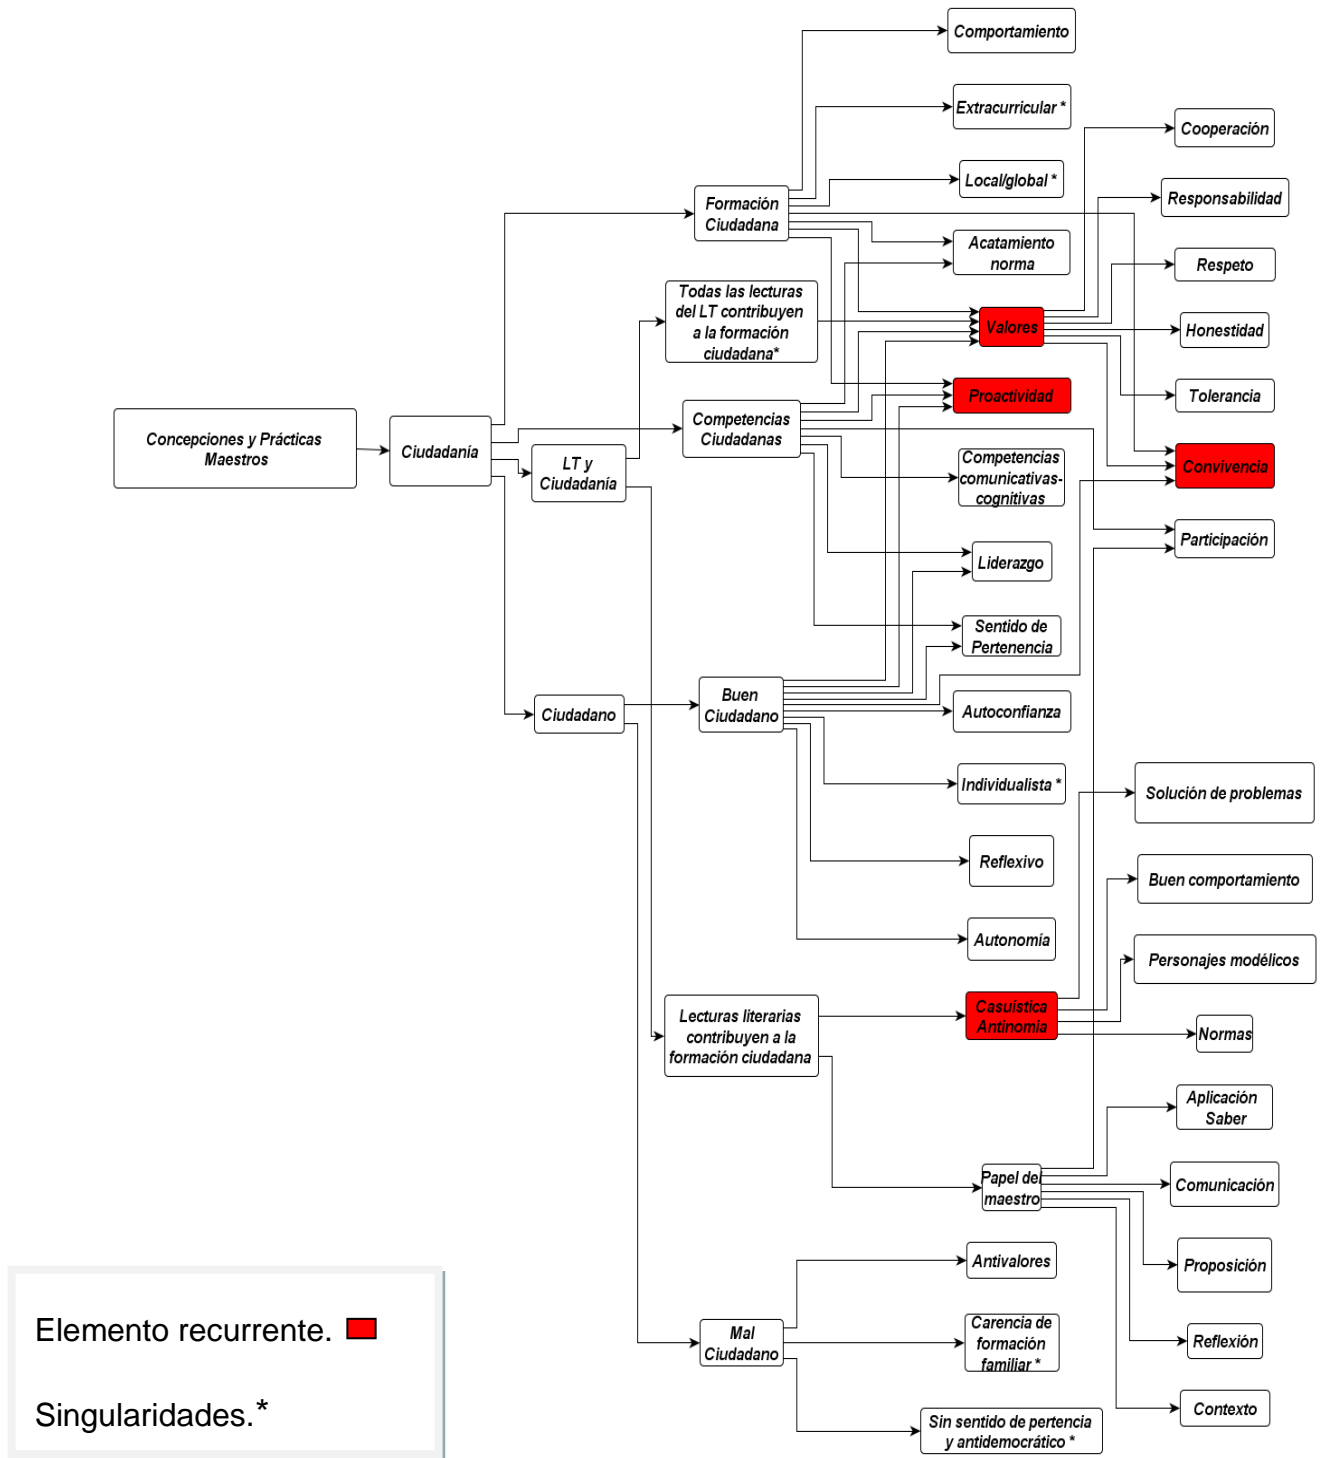 Comportamiento
Extracurricular *
Cooperación
Local/global *
Responsabilidad
Formación
Ciudadana
Acatamiento
norma
Respeto
Todas las lecturas
del LT contribuyen
a la formación
ciudadana*
Valores
Honestidad
Proactividad
Tolerancia
Concepciones y Prácticas
Maestros
Ciudadanía
Competencias
Ciudadanas
LT y
Ciudadanía
Competencias
comunicativas-
cognitivas
Convivencia
Participación
Liderazgo
Sentido de
Pertenencia
Ciudadano
Buen
Ciudadano
Autoconfianza
Individualista *
Solución de problemas
Reflexivo
Buen comportamiento
Autonomía
Personajes modélicos
Lecturas literarias
contribuyen a la
formación ciudadana
Casuística
Antinomia
Normas
Aplicación
Saber
Papel del
maestro
Comunicación
Antivalores
Proposición
Mal
Ciudadano
Carencia de
formación
familiar *
Reflexión
Contexto
Sin sentido de pertencia
y antidemocrático *
Elemento recurrente.
Singularidades.*